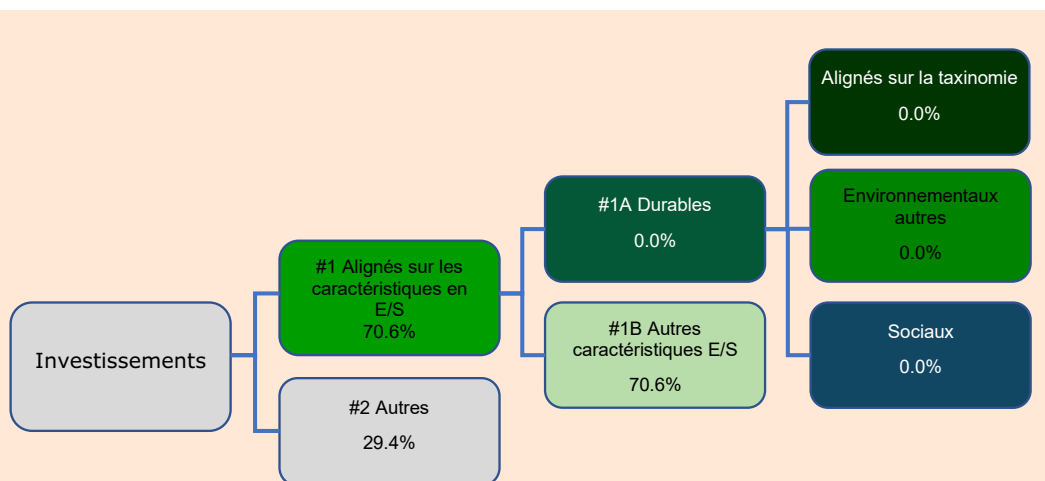 Investissements
#1 Alignés sur les
caractéristiques en
E/S
70.6%
#2 Autres
29.4%
#1A Durables
0.0%
#1B Autres
caractéristiques E/S
70.6%
Alignés sur la taxinomie
0.0%
Environnementaux
autres
0.0%
Sociaux
0.0%